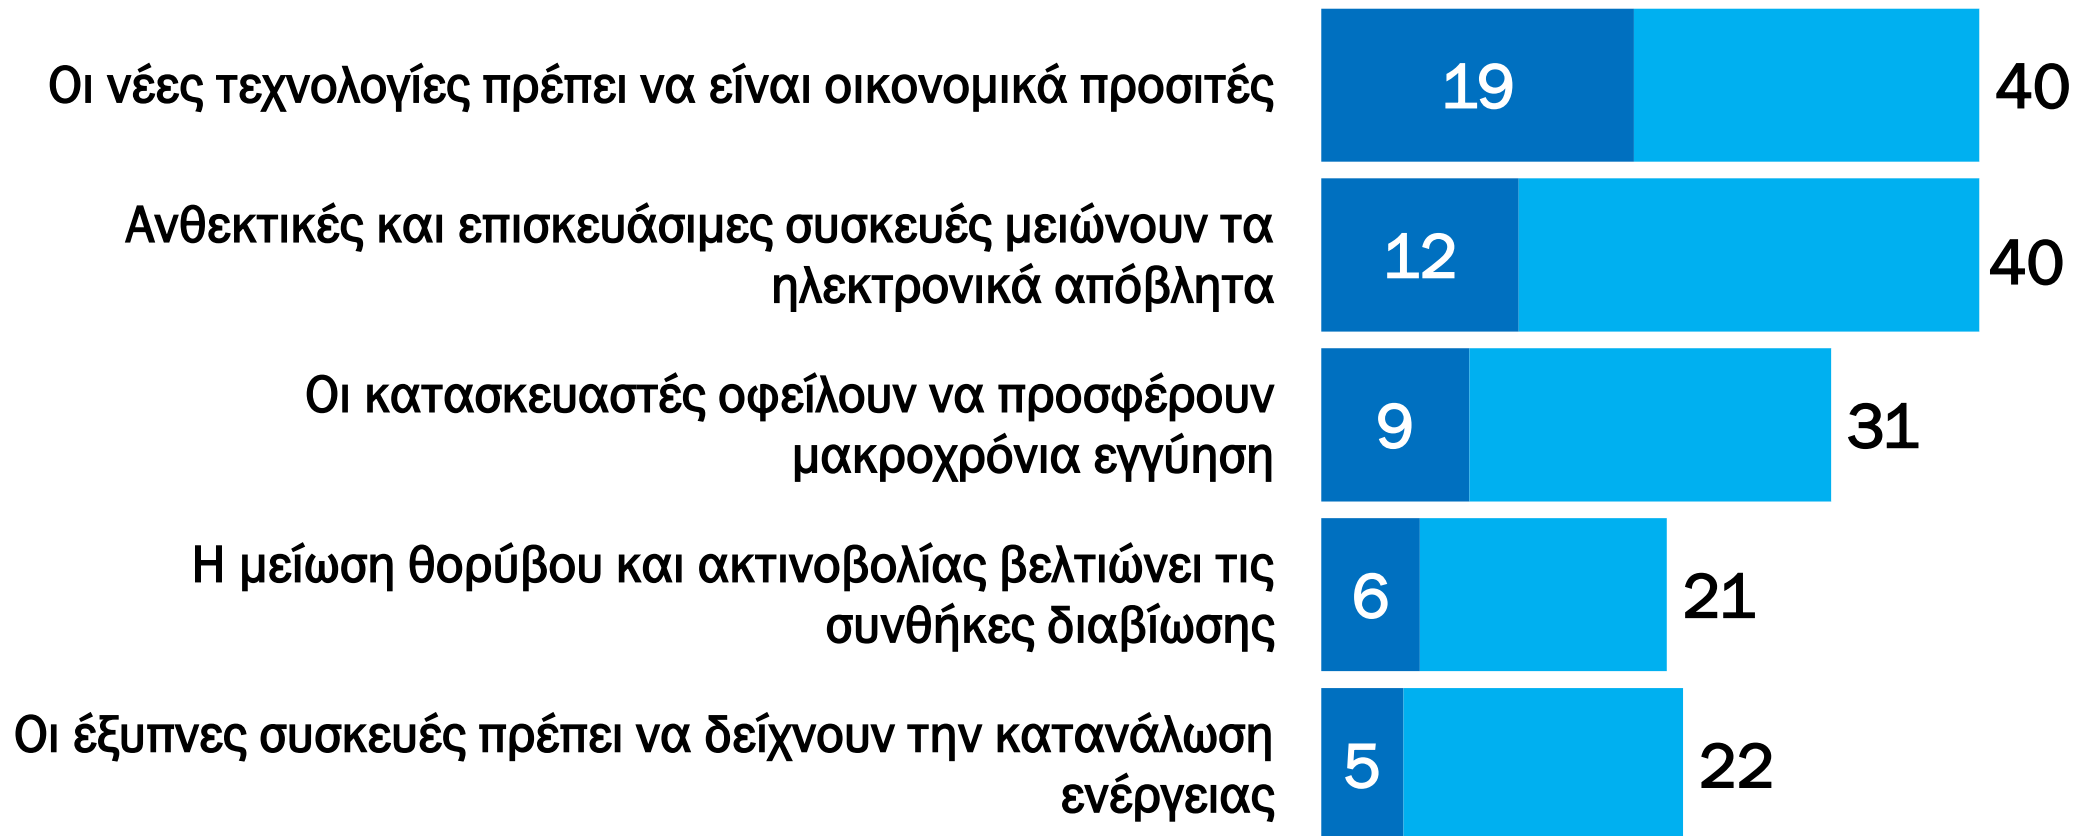 Οι νέες τεχνολογίες πρέπει να είναι οικονομικά προσιτές
19
40
Ανθεκτικές και επισκευάσιμες συσκευές μειώνουν τα
ηλεκτρονικά απόβλητα
12
40
Οι κατασκευαστές οφείλουν να προσφέρουν
μακροχρόνια εγγύηση
9
31
Η μείωση θορύβου και ακτινοβολίας βελτιώνει τις
συνθήκες διαβίωσης
6
21
Οι έξυπνες συσκευές πρέπει να δείχνουν την κατανάλωση
ενέργειας
5
22